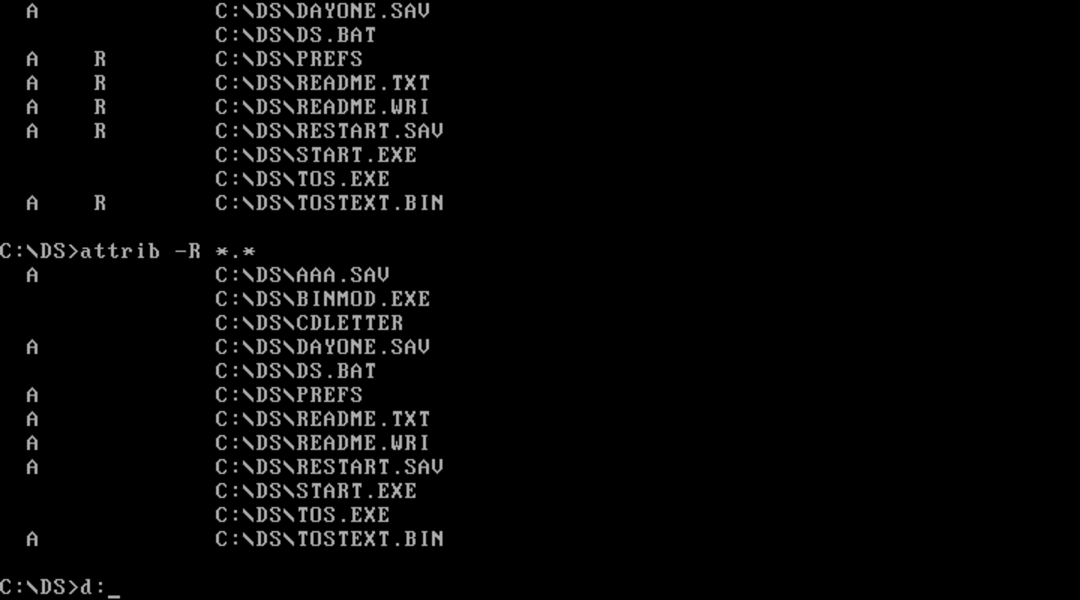 A C:\DS\DAYONE.SAV
C:\DS\DS.BAT
A R C:\DS\PREFS
A R C:\DS\README.TXT
A R C:\DS\README.WRI
A R C:\DS\RESTART.SAV
C:\DS\START.EXE
C:\DS\TOS.EXE
A R C:\DS\TOSTEXT.BIN
C:\DS>attrib -R *.*
A C:\DS\AAA.SAV
C:\DS\BINMOD.EXE
C:\DS\CDLETTER
A C:\DS\DAYONE.SAV
C:\DS\DS.BAT
A C:\DS\PREFS
A C:\DS\README.TXT
A C:\DS\README.WRI
A C:\DS\RESTART.SAV
C:\DS\START.EXE
C:\DS\TOS.EXE
A C:\DS\TOSTEXT.BIN
C:\DS>d:_